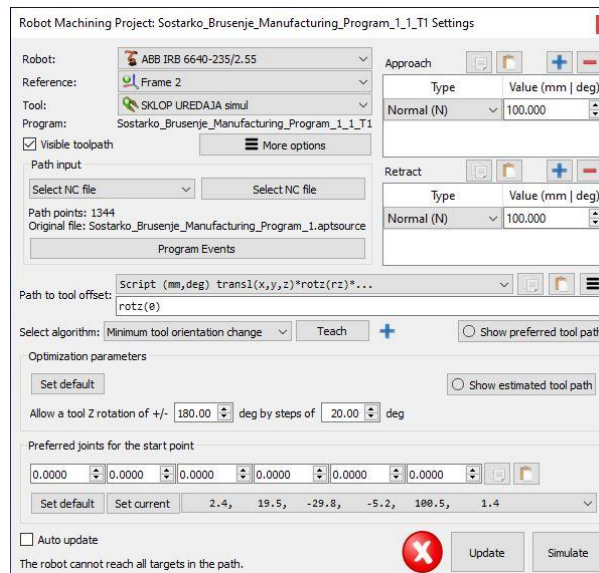 Robot Machining Project: Sostarko_Brusenje_Manufacturing_Program_1_1_T1 Settings
Robot: ABB IRB 6640-235/2.55
Reference: Frame 2
Tool: SKLOP UREDAJA simul
Program: Sostarko_Brusenje_Manufacturing_Program_1_1_T1
Visible toolpath More options
Path input
Select NC file Select NC file
Path points: 1344
Original file: Sostarko_Brusenje_Manufacturing_Program_1.aptsource
Program Events
Approach
Type Value (mm | deg)
Normal (N) 100.000
Retract
Type Value (mm | deg)
Normal (N) 100.000
Path to tool offset: Script (mm,deg) transl(x,y,z)*rotz(rz)*...
rotz(0)
Select algorithm: Minimum tool orientation change Teach Show preferred tool path
Optimization parameters
Set default Show estimated tool path
Allow a tool Z rotation of +/- 180.00 deg by steps of 20.00 deg
Preferred joints for the start point
0.0000 0.0000 0.0000 0.0000 0.0000 0.0000
Set default Set current 2.4, 19.5, -29.8, -5.2, 100.5, 1.4
Auto update
The robot cannot reach all targets in the path.
Update Simulate